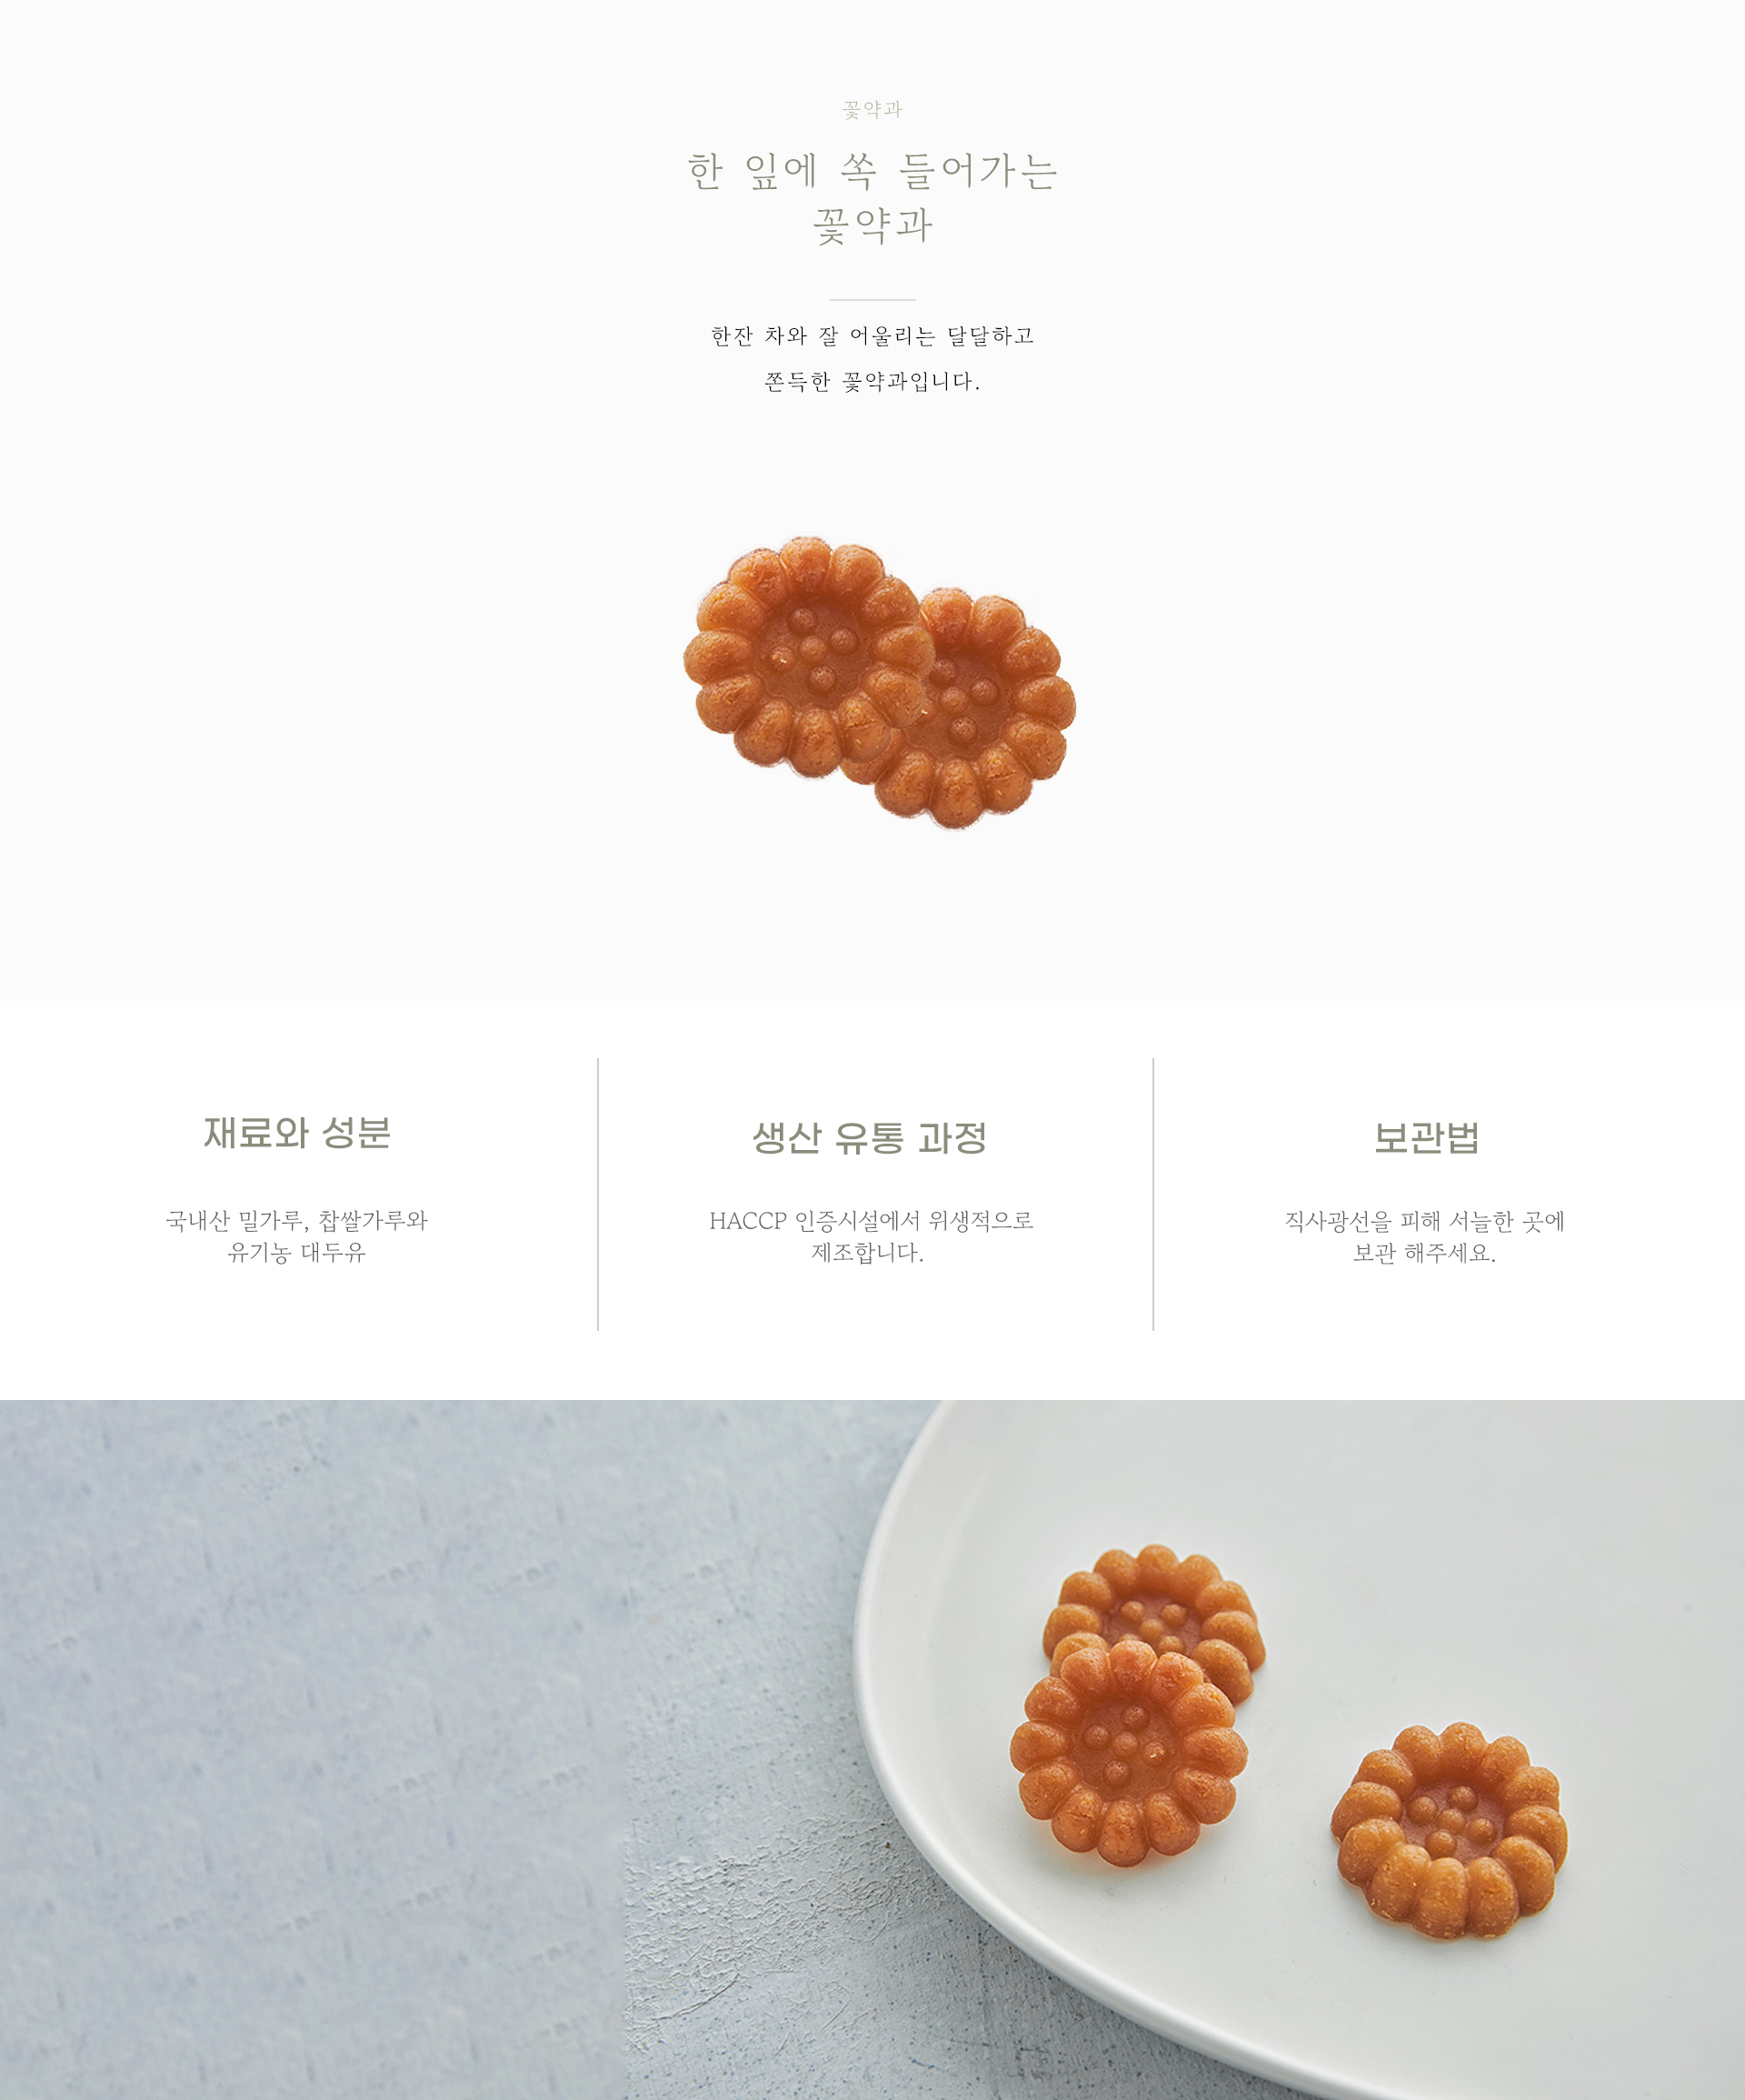 꽃약과
한 잎에 쏙 들어가는
꽃약과
한잔 차와 잘 어울리는 달달하고
쫀득한 꽃약과입니다.
재료와 성분
국내산 밀가루, 찹쌀가루와
유기농 대두유
생산 유통 과정
HACCP 인증시설에서 위생적으로
제조합니다.
보관법
직사광선을 피해 서늘한 곳에
보관 해주세요.